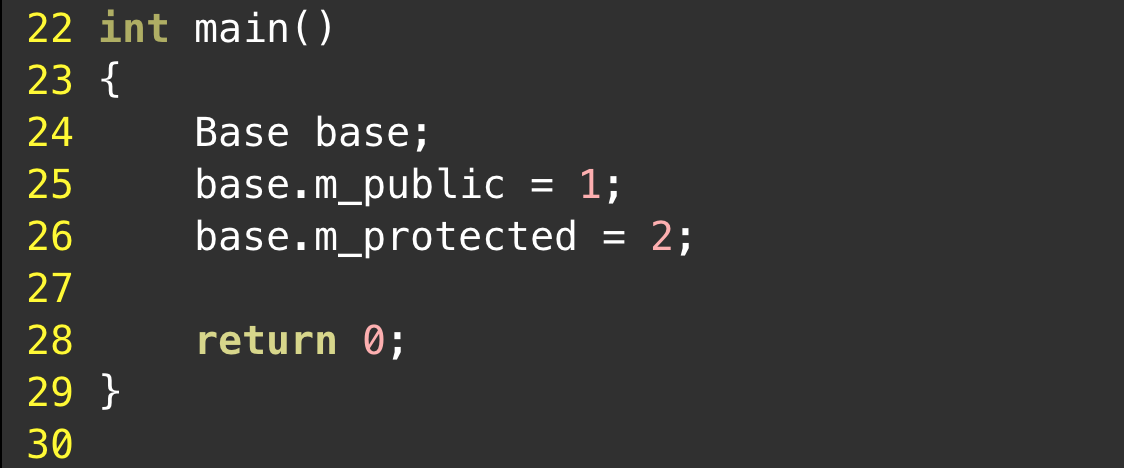 22 int main()
23 {
24     Base base;
25     base.m_public = 1;
26     base.m_protected = 2;
27
28     return 0;
29 }
30